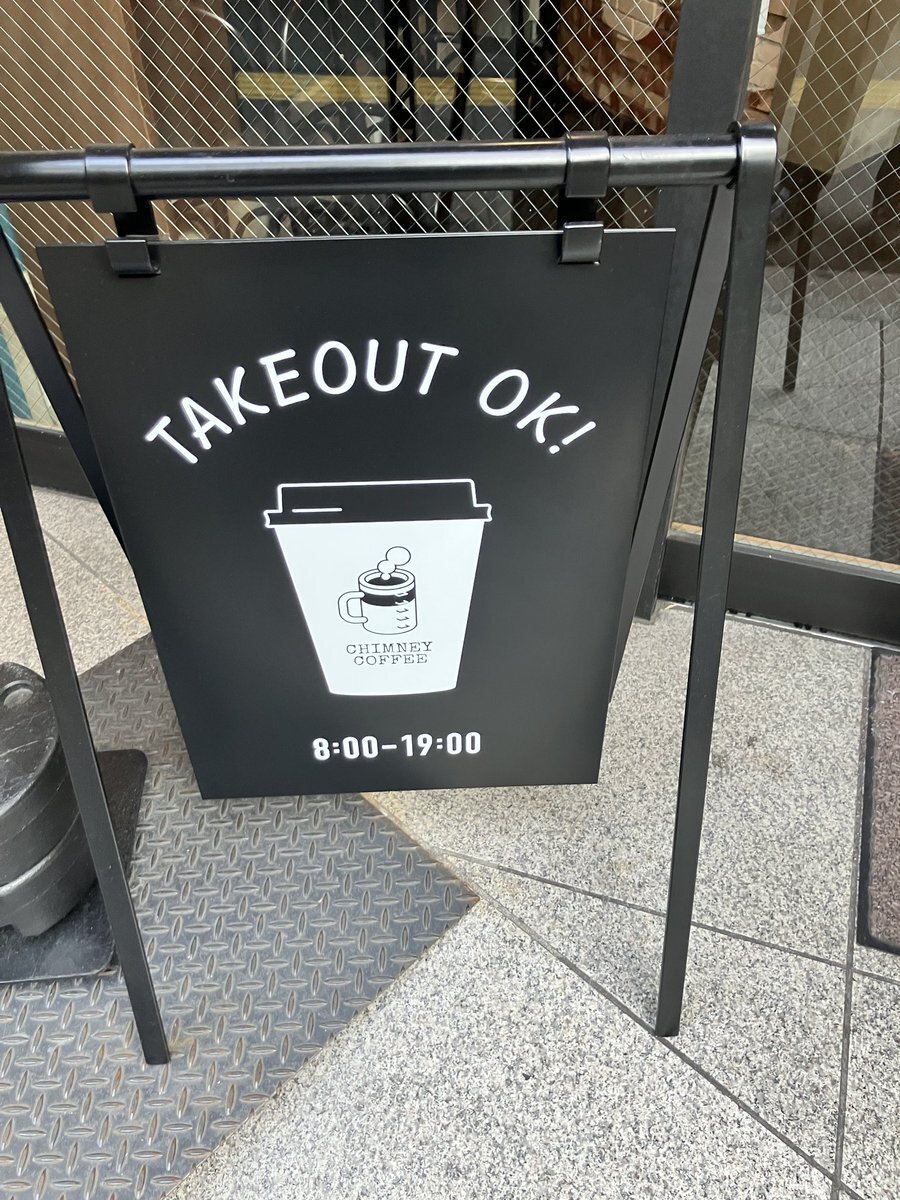 TAKEOUT OK!
CHIMNEY
COFFEE
8:00-19:00